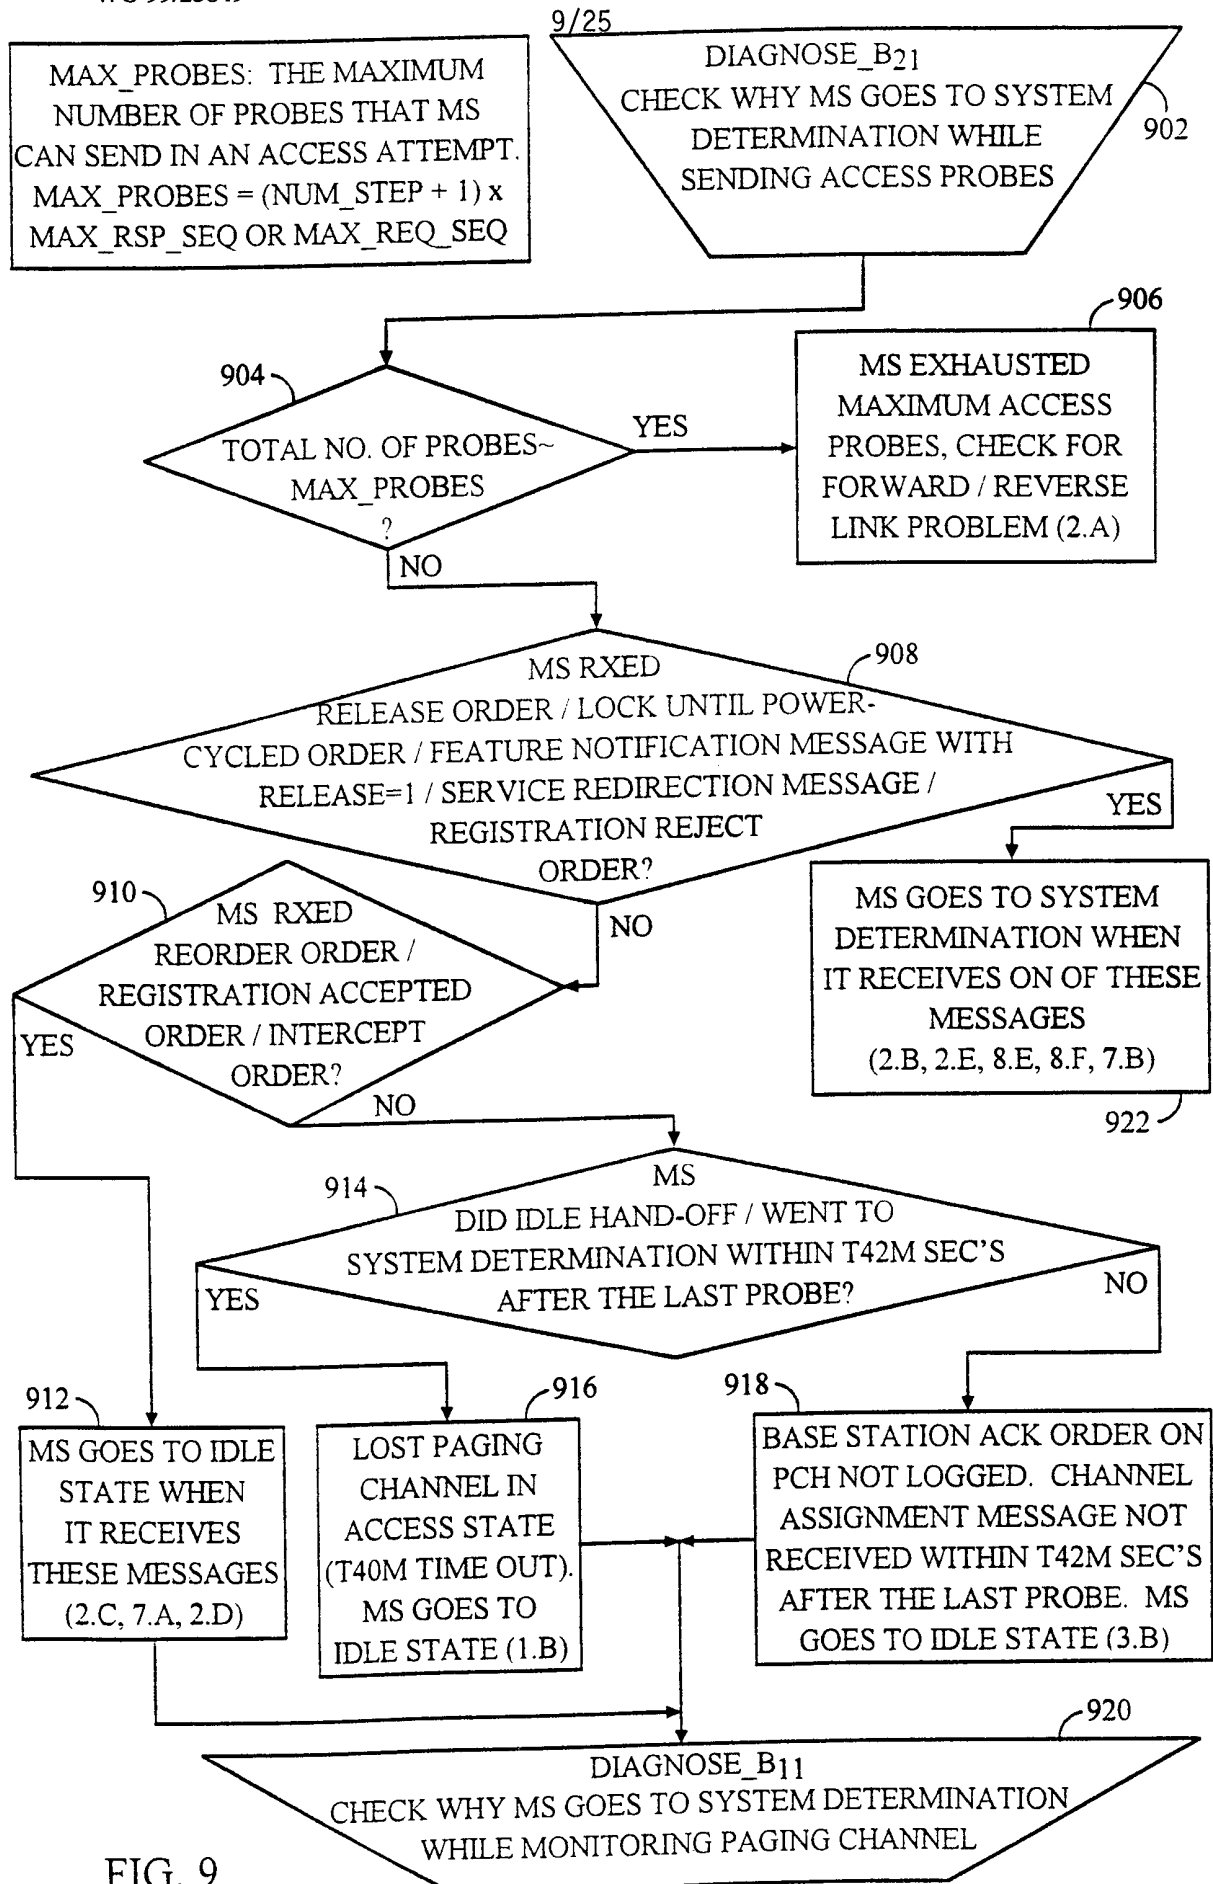 9/25
MAX_PROBES: THE MAXIMUM
NUMBER OF PROBES THAT MS
CAN SEND IN AN ACCESS ATTEMPT.
MAX_PROBES = (NUM_STEP + 1) x
MAX_RSP_SEQ OR MAX_REQ_SEQ
DIAGNOSE_B21
CHECK WHY MS GOES TO SYSTEM
DETERMINATION WHILE
SENDING ACCESS PROBES
902
904
TOTAL NO. OF PROBES~
MAX_PROBES
?
YES
NO
906
MS EXHAUSTED
MAXIMUM ACCESS
PROBES, CHECK FOR
FORWARD / REVERSE
LINK PROBLEM (2.A)
908
MS RXED
RELEASE ORDER / LOCK UNTIL POWER-
CYCLED ORDER / FEATURE NOTIFICATION MESSAGE WITH
RELEASE=1 / SERVICE REDIRECTION MESSAGE /
REGISTRATION REJECT
ORDER?
YES
NO
MS GOES TO SYSTEM
DETERMINATION WHEN
IT RECEIVES ON OF THESE
MESSAGES
(2.B, 2.E, 8.E, 8.F, 7.B)
922
910
MS RXED
REORDER ORDER /
REGISTRATION ACCEPTED
ORDER / INTERCEPT
ORDER?
YES
NO
914
MS
DID IDLE HAND-OFF / WENT TO
SYSTEM DETERMINATION WITHIN T42M SEC'S
AFTER THE LAST PROBE?
YES
NO
912
MS GOES TO IDLE
STATE WHEN
IT RECEIVES
THESE MESSAGES
(2.C, 7.A, 2.D)
916
LOST PAGING
CHANNEL IN
ACCESS STATE
(T40M TIME OUT).
MS GOES TO
IDLE STATE (1.B)
918
BASE STATION ACK ORDER ON
PCH NOT LOGGED. CHANNEL
ASSIGNMENT MESSAGE NOT
RECEIVED WITHIN T42M SEC'S
AFTER THE LAST PROBE. MS
GOES TO IDLE STATE (3.B)
920
DIAGNOSE_B11
CHECK WHY MS GOES TO SYSTEM DETERMINATION
WHILE MONITORING PAGING CHANNEL
FIG. 9